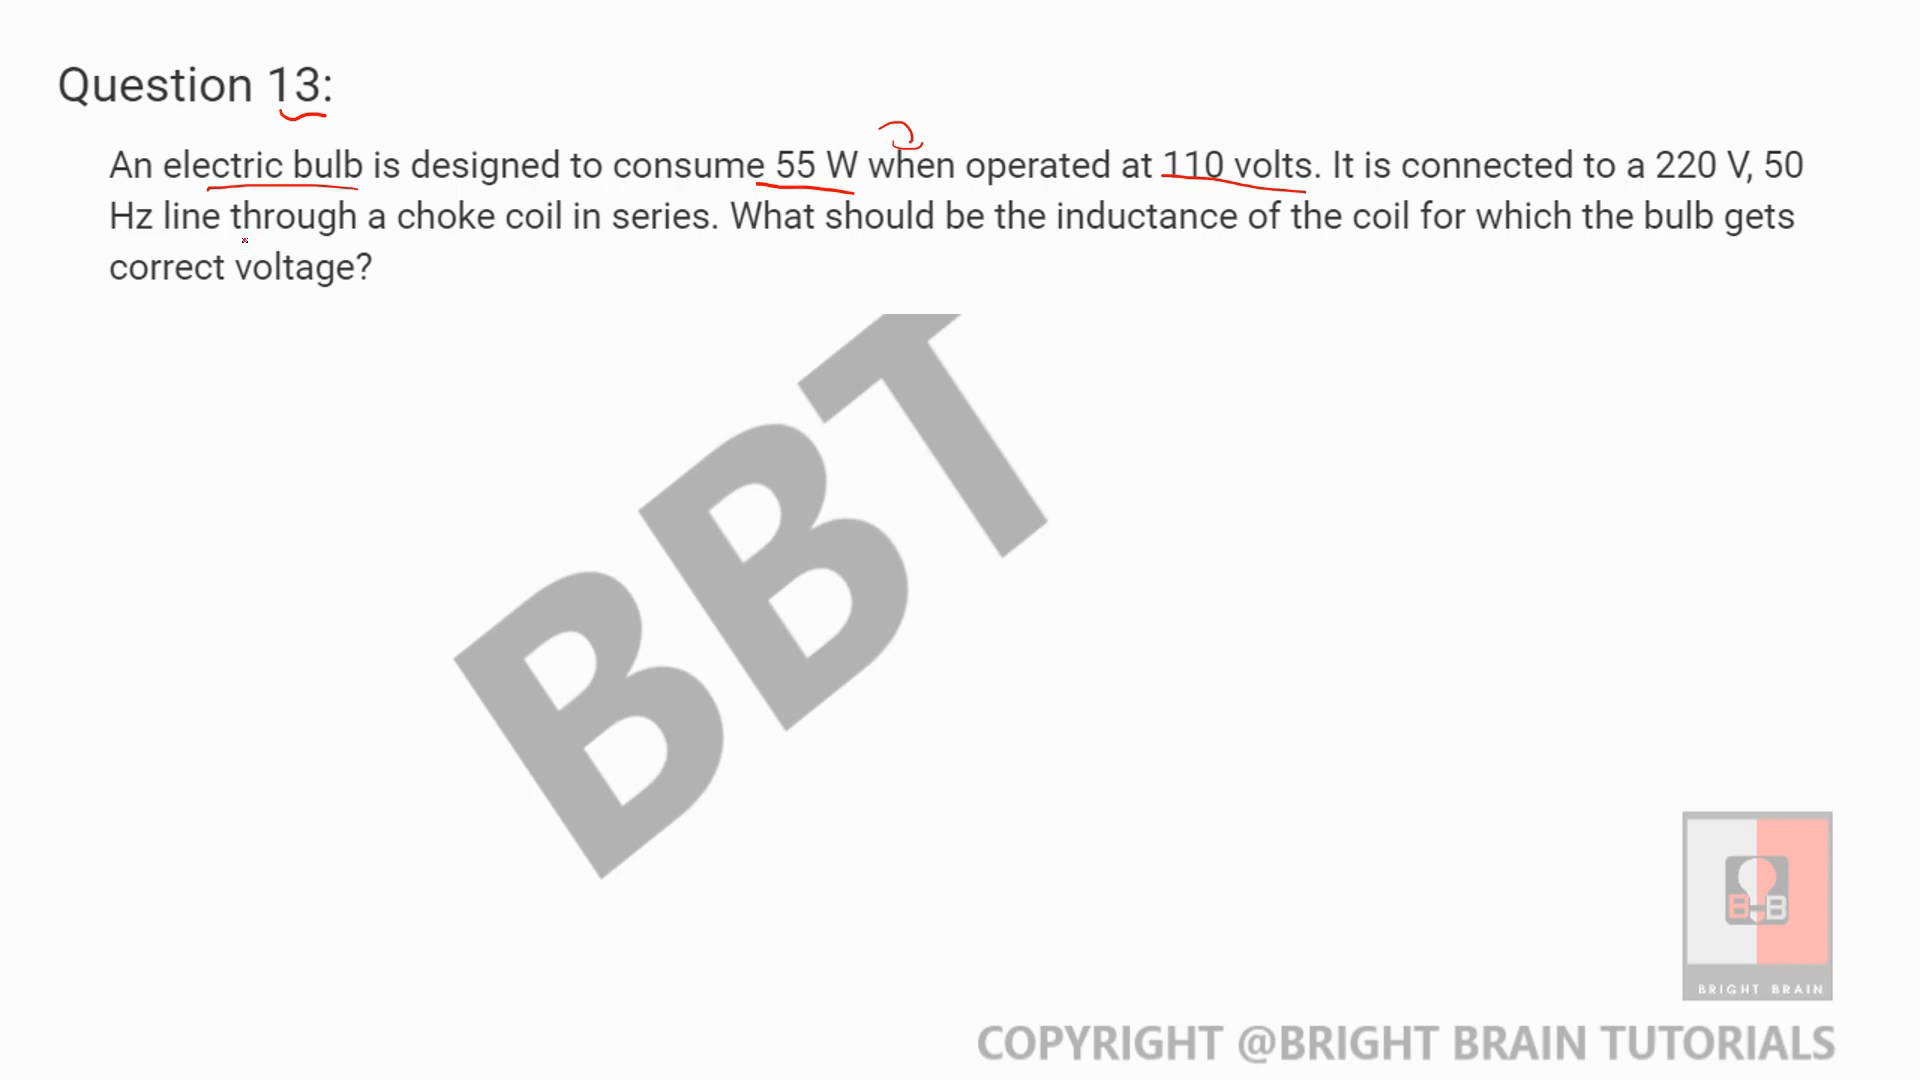 Question 13:
An electric bulb is designed to consume 55 W when operated at 110 volts. It is connected to a 220 V, 50
Hz line through a choke coil in series. What should be the inductance of the coil for which the bulb gets
correct voltage?
BBT
B B
BRIGHT BRAIN
COPYRIGHT @BRIGHT BRAIN TUTORIALS